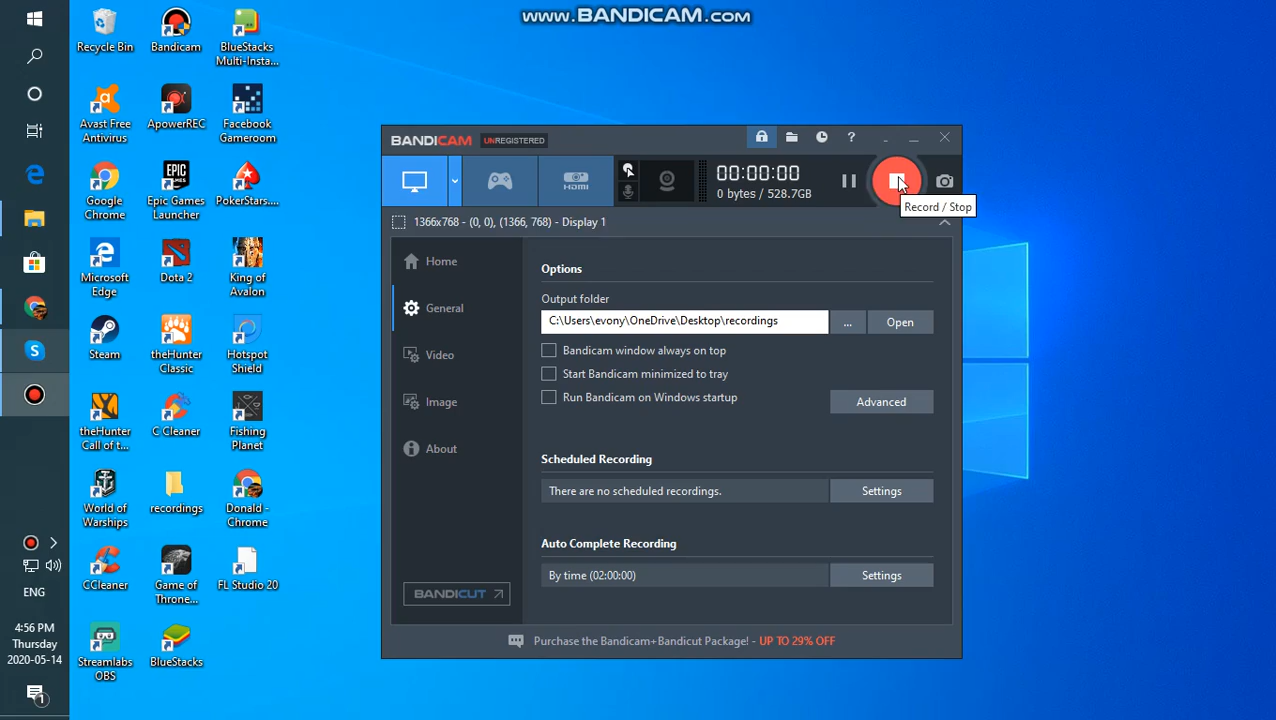 www.BANDICAM.com
Recycle Bin
Bandicam
BlueStacks
Multi-Insta...
Avast Free
Antivirus
ApowerREC
Facebook
Gameroom
Google
Chrome
Epic Games
Launcher
PokerStars....
Microsoft
Edge
Dota 2
King of
Avalon
Steam
theHunter
Classic
Hotspot
Shield
theHunter
Call of t...
C Cleaner
Fishing
Planet
World of
Warships
recordings
Donald -
Chrome
CCleaner
Game of
Throne...
FL Studio 20
Streamlabs
OBS
BlueStacks
ENG
4:56 PM
Thursday
2020-05-14
1
BANDICAM UNREGISTERED
HDMI
00:00:00
0 bytes / 528.7GB
Record / Stop
1366x768 - (0, 0), (1366, 768) - Display 1
Home
General
Video
Image
About
BANDICUT
Options
Output folder
C:\Users\evony\OneDrive\Desktop\recordings
...
Open
Bandicam window always on top
Start Bandicam minimized to tray
Run Bandicam on Windows startup
Advanced
Scheduled Recording
There are no scheduled recordings.
Settings
Auto Complete Recording
By time (02:00:00)
Settings
Purchase the Bandicam+Bandicut Package! - UP TO 29% OFF